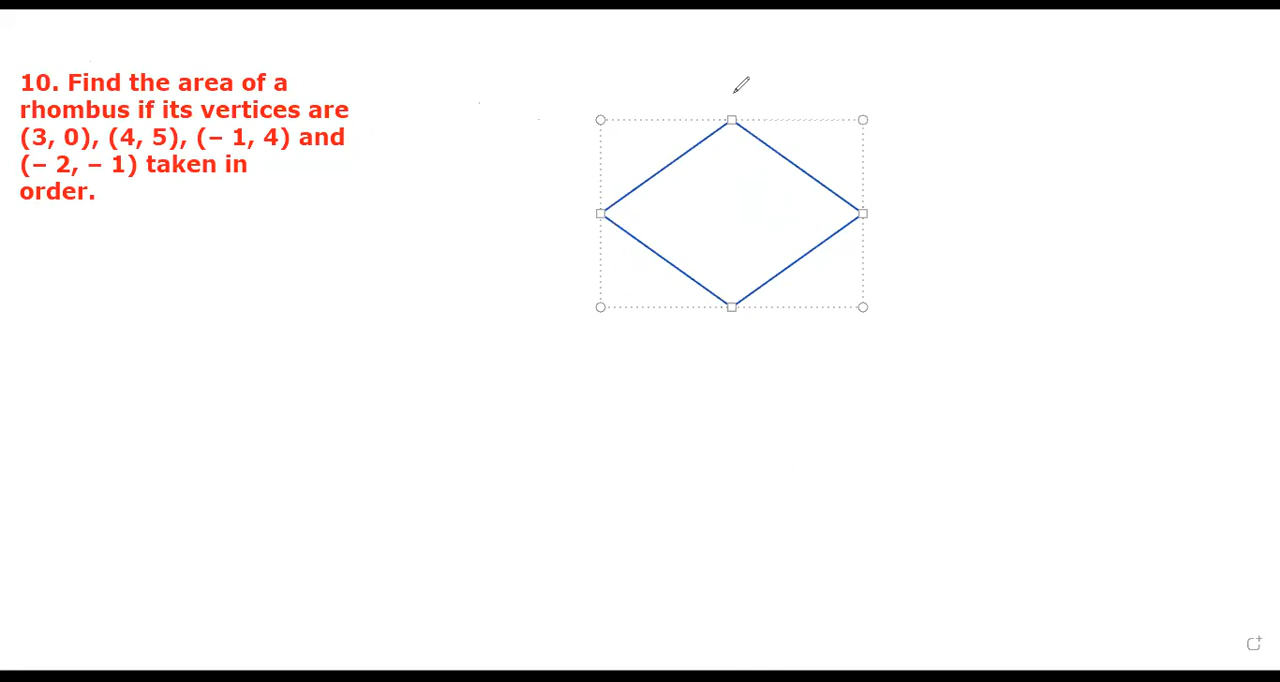 10. Find the area of a
rhombus if its vertices are
(3, 0), (4, 5), (– 1, 4) and
(– 2, – 1) taken in
order.